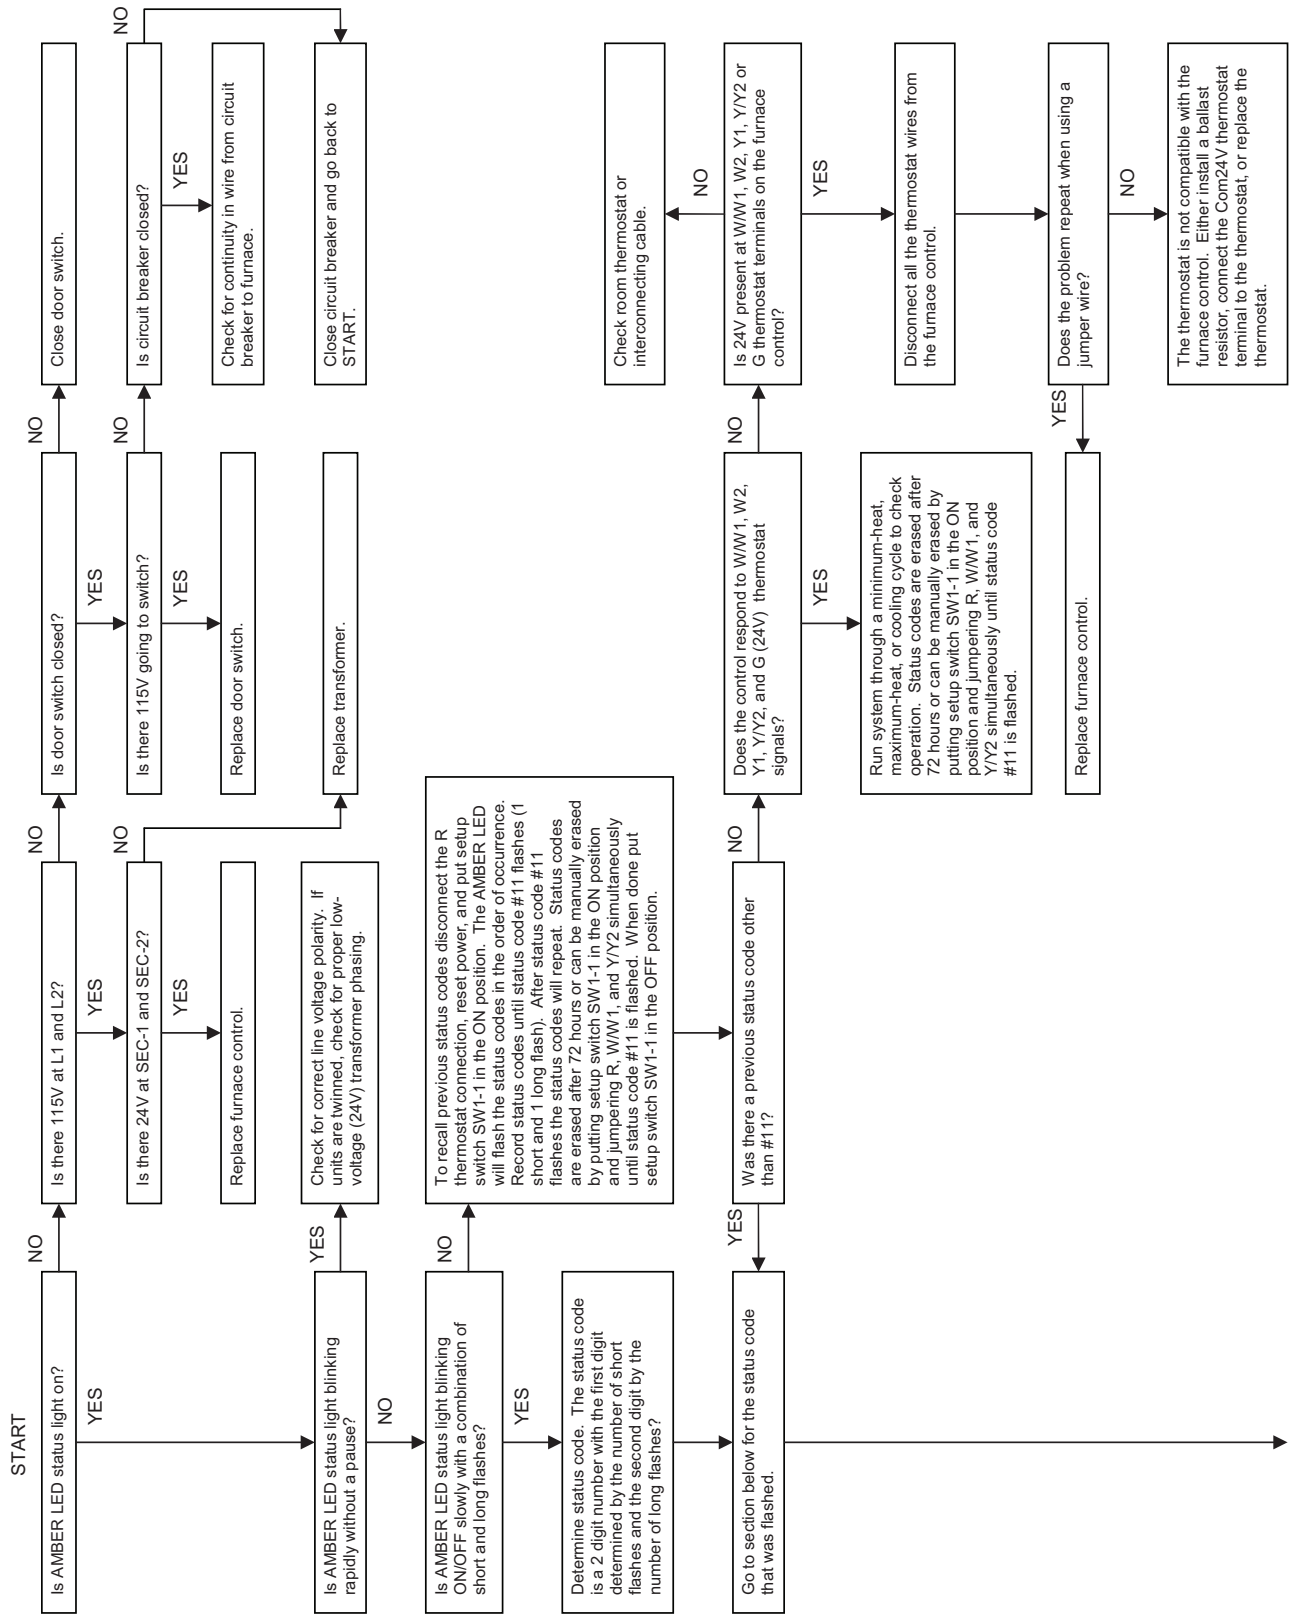 START
Is AMBER LED status light on?
NO
YES
Is there 115V at L1 and L2?
NO
YES
Is door switch closed?
NO
YES
Close door switch.
Is there 24V at SEC-1 and SEC-2?
NO
YES
Is there 115V going to switch?
NO
YES
Is circuit breaker closed?
NO
YES
Replace furnace control.
Replace door switch.
Check for continuity in wire from circuit
breaker to furnace.
Is AMBER LED status light blinking
rapidly without a pause?
YES
NO
Check for correct line voltage polarity.  If
units are twinned, check for proper low-
voltage (24V) transformer phasing.
Replace transformer.
Close circuit breaker and go back to
START.
Is AMBER LED status light blinking
ON/OFF slowly with a combination of
short and long flashes?
NO
YES
To recall previous status codes disconnect the R
thermostat connection, reset power, and put setup
switch SW1-1 in the ON position.  The AMBER LED
will flash the status codes in the order of occurrence.
Record status codes until status code #11 flashes (1
short and 1 long flash).  After status code #11
flashes the status codes will repeat.  Status codes
are erased after 72 hours or can be manually erased
by putting setup switch SW1-1 in the ON position
and jumpering R, W/W1, and Y/Y2 simultaneously
until status code #11 is flashed.  When done put
setup switch SW1-1 in the OFF position.
Determine status code.  The status code
is a 2 digit number with the first digit
determined by the number of short
flashes and the second digit by the
number of long flashes?
Check room thermostat or
interconnecting cable.
NO
Go to section below for the status code
that was flashed.
YES
Was there a previous status code other
than #11?
NO
Does the control respond to W/W1, W2,
Y1, Y/Y2, and G (24V)  thermostat
signals?
NO
YES
Is 24V present at W/W1, W2, Y1, Y/Y2 or
G thermostat terminals on the furnace
control?
YES
Run system through a minimum-heat,
maximum-heat, or cooling cycle to check
operation.  Status codes are erased after
72 hours or can be manually erased by
putting setup switch SW1-1 in the ON
position and jumpering R, W/W1, and
Y/Y2 simultaneously until status code
#11 is flashed.
Disconnect all the thermostat wires from
the furnace control.
Replace furnace control.
YES
Does the problem repeat when using a
jumper wire?
NO
The thermostat is not compatible with the
furnace control.  Either install a ballast
resistor, connect the Com24V thermostat
terminal to the thermostat, or replace the
thermostat.